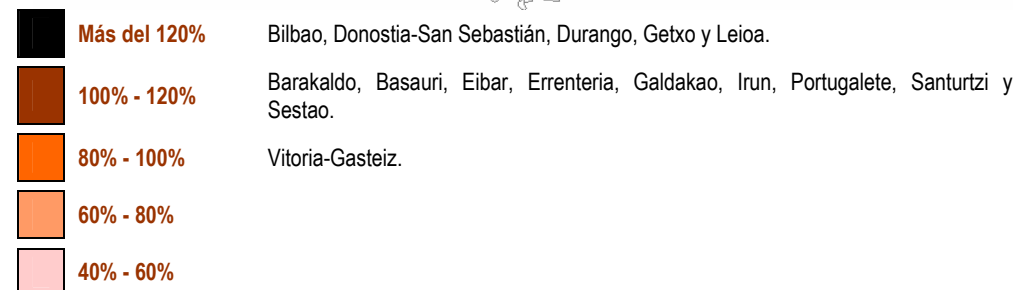 Más del 120% Bilbao, Donostia-San Sebastián, Durango, Getxo y Leioa.
100% - 120% Barakaldo, Basauri, Eibar, Errenteria, Galdakao, Irun, Portugalete, Santurtzi y
Sestao.
80% - 100% Vitoria-Gasteiz.
60% - 80%
40% - 60%